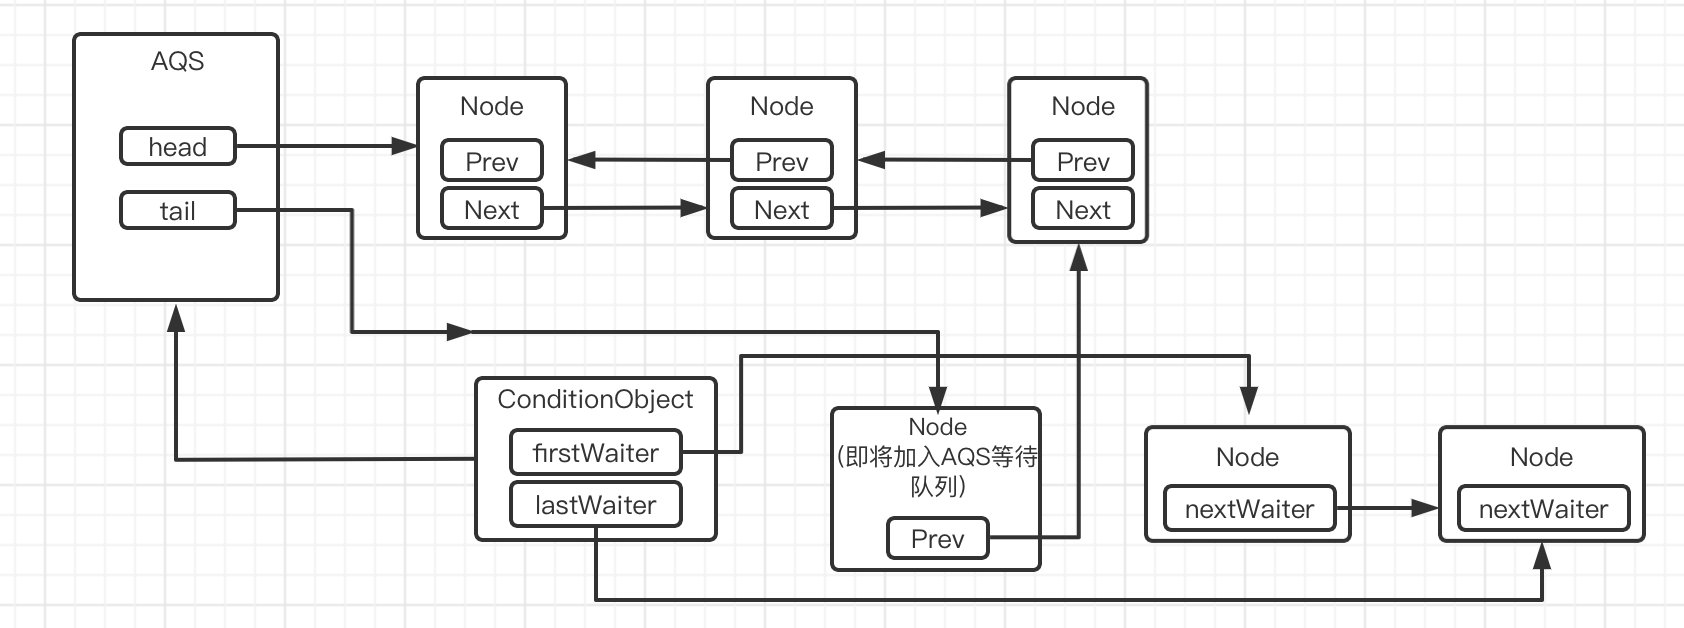 AQS
head
tail
Node
Prev
Next
Node
Prev
Next
Node
Prev
Next
ConditionObject
firstWaiter
lastWaiter
Node
(即将加入AQS等待
队列)
Prev
Node
nextWaiter
Node
nextWaiter